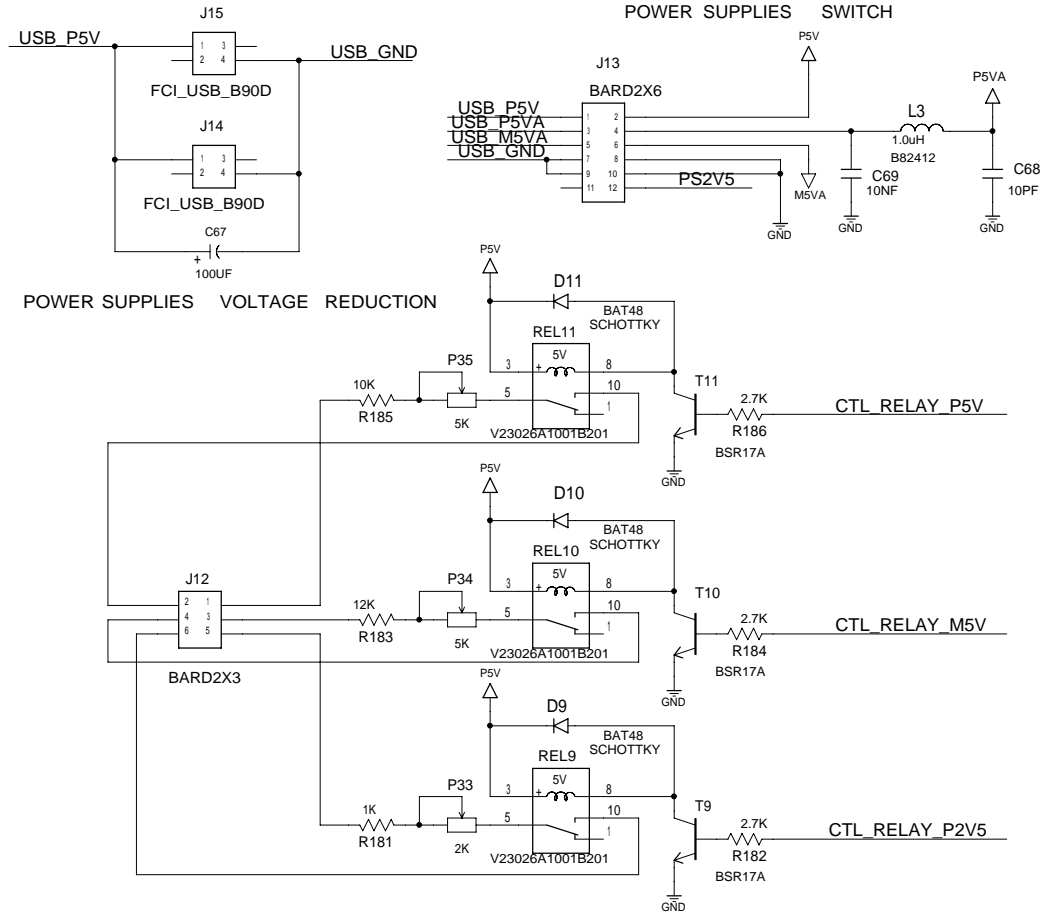 POWER SUPPLIES SWITCH
J15
USB_P5V
1 3
2 4
USB_GND
FCI_USB_B90D
J14
1 3
2 4
FCI_USB_B90D
C67
+
100UF
P5V
J13
BARD2X6
USB_P5V
USB_P5VA
USB_M5VA
USB_GND
1 2
3 4
5 6
7 8
9 10
11 12
PS2V5
M5VA
GND
P5VA
L3
1.0uH
B82412
C69
10NF
GND
C68
10PF
GND
POWER SUPPLIES VOLTAGE REDUCTION
P5V
D11
BAT48
SCHOTTKY
REL11
5V
3 + 8
10
5
1
V23026A1001B201
P35
5K
10K
R185
T11
2.7K
R186
BSR17A
GND
CTL_RELAY_P5V
P5V
D10
BAT48
SCHOTTKY
REL10
5V
3 + 8
10
5
1
V23026A1001B201
P34
5K
12K
R183
T10
2.7K
R184
BSR17A
GND
CTL_RELAY_M5V
J12
2 1
4 3
6 5
BARD2X3
P5V
D9
BAT48
SCHOTTKY
REL9
5V
3 + 8
10
5
1
V23026A1001B201
P33
2K
1K
R181
T9
2.7K
R182
BSR17A
GND
CTL_RELAY_P2V5